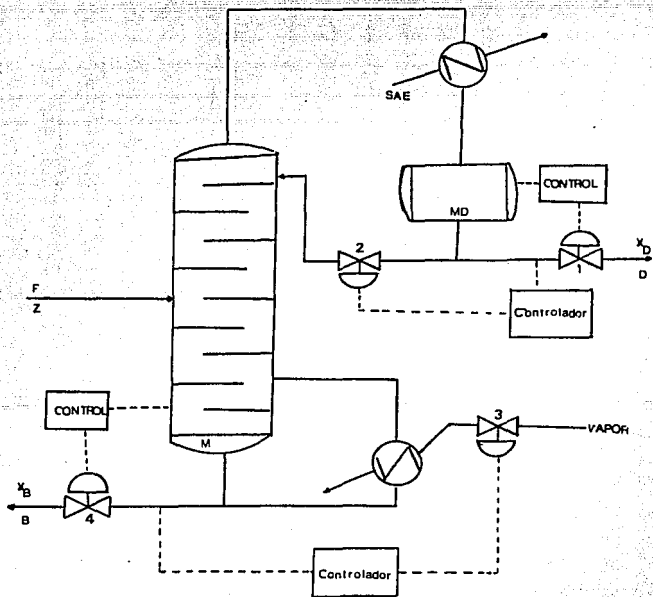 SAE
CONTROL
MD
2
1
X_D
D
F
Z
Controlador
CONTROL
M
3
VAPOR
X_B
B
4
Controlador